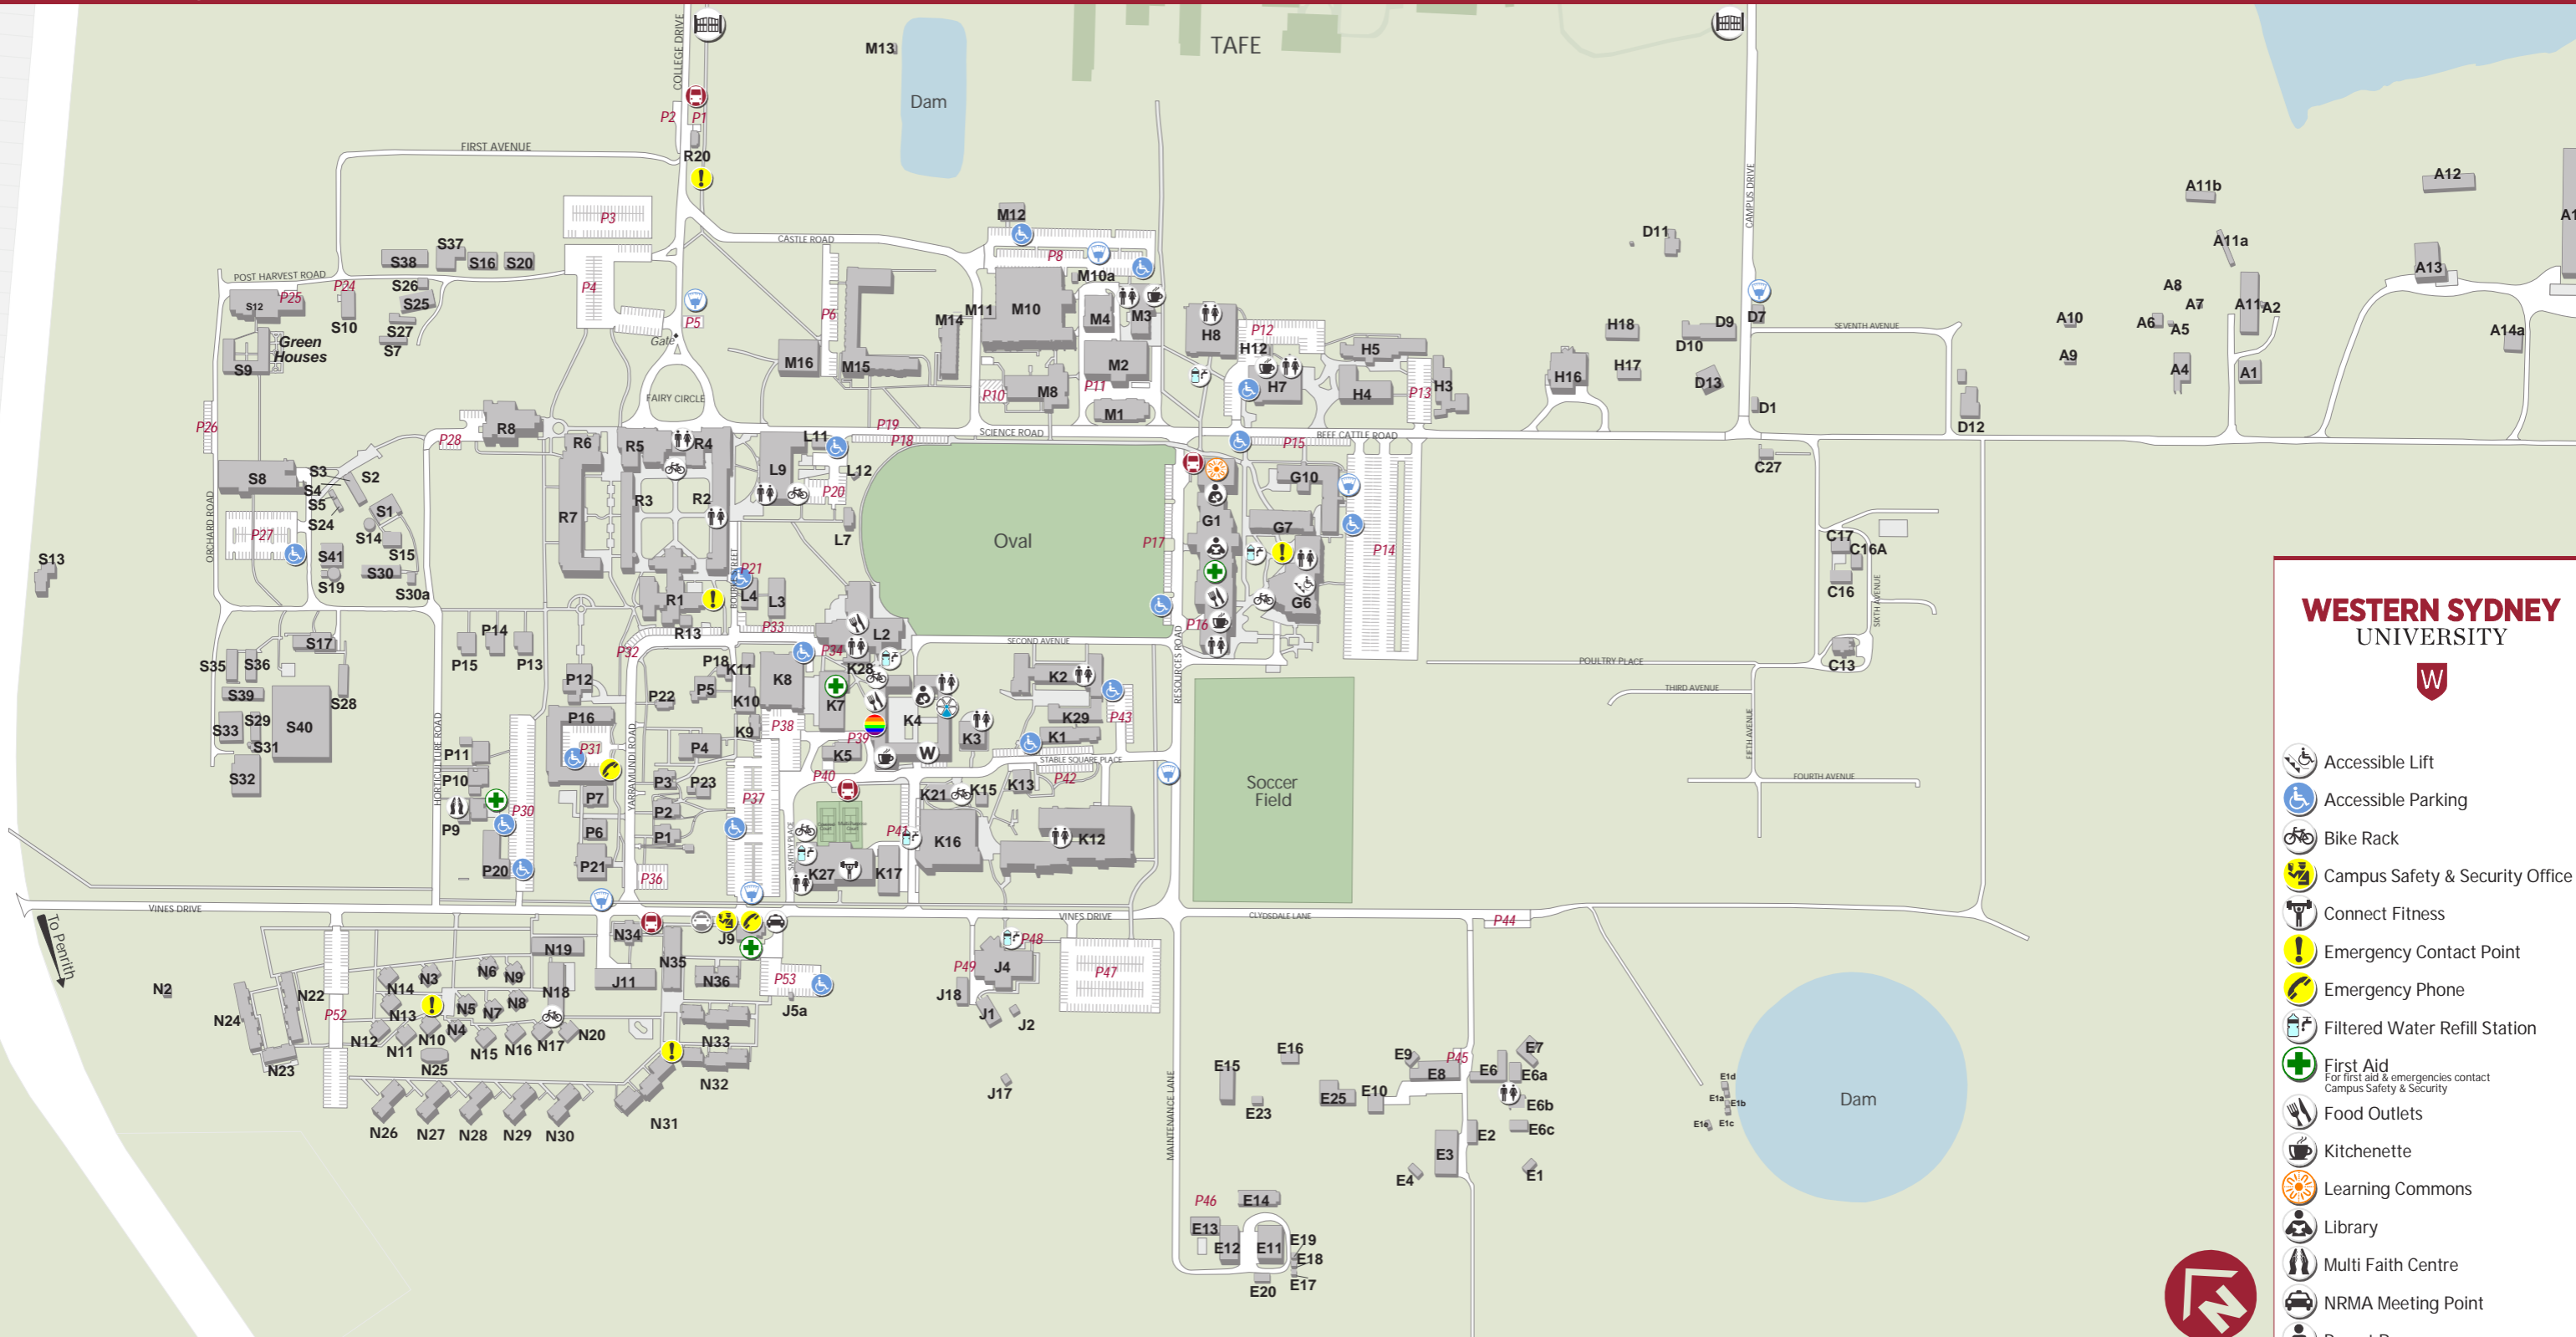 TAFE
COLLEGE DRIVE
M13
Dam
P2
P1
R20
FIRST AVENUE
CAMPUS DRIVE
A12
A11b
P3
M12
CASTLE ROAD
D11
A11a
S37
S38
S16
S20
P8
A13
POST HARVEST ROAD
S26
P24
P4
M10a
A8
P25
S12
S25
S10
S27
S7
Green
Houses
S9
P5
Gate
P6
M11
M10
M14
M4
M3
H8
P12
H12
H18
D9
D10
D7
SEVENTH AVENUE
A10
A6
A5
A7
A11
A2
A14a
M16
M15
M2
H5
A9
M8
P10
P11
M1
H7
H4
P13
H3
H16
H17
D13
A4
A1
FAIRY CIRCLE
D1
D12
P26
P28
R8
R6
R5
R4
L11
P19
P18
SCIENCE ROAD
P15
BEEF CATTLE ROAD
ORCHARD ROAD
S8
S3
S4
S5
S2
S24
S1
S14
S15
P27
S41
S19
S30
S30a
S13
R7
R3
R2
L9
L12
P20
L7
Oval
P17
G1
G10
G7
G6
P14
C27
C17
C16A
C16
SIXTH AVENUE
R1
R13
P21
L4
L3
P33
L2
P34
SECOND AVENUE
P16
RESOURCES ROAD
POULTRY PLACE
C13
THIRD AVENUE
FIFTH AVENUE
FOURTH AVENUE
S17
S35
S36
S39
S28
S33
S29
S31
S40
S32
P15
P14
P13
P12
P32
P18
K11
P22
P5
K10
K8
K28
K7
K9
P38
P39
K5
P40
K4
W
K3
K2
K29
K1
P43
STABLE SQUARE PLACE
P42
P16
P31
P11
P10
P9
P30
P20
HORTICULTURE ROAD
YARRAMUNDI ROAD
P4
P3
P23
P2
P1
P7
P6
P21
P36
P37
SMITHY PLACE
K21
K15
K13
P41
K16
K12
K27
K17
Soccer
Field
VINES DRIVE
VINES DRIVE
CLYDSDALE LANE
P44
To Penrith
N2
N34
J9
N19
N35
J11
N36
P53
J5a
J4
P48
P49
J18
J1
J2
P47
N22
N24
N23
P52
N14
N3
N6
N9
N18
N13
N5
N7
N8
N12
N11
N10
N4
N15
N16
N17
N20
N25
N33
N32
N31
N26
N27
N28
N29
N30
J17
MAINTENANCE LANE
E15
E16
E23
E25
E10
E9
E8
P45
E6
E7
E6a
E6b
E6c
E2
E3
E4
E1
E1d
E1a
E1b
E1e
E1c
Dam
P46
E14
E13
E12
E11
E19
E18
E17
E20
WESTERN SYDNEY
UNIVERSITY
W
Accessible Lift
Accessible Parking
Bike Rack
Campus Safety & Security Office
Connect Fitness
Emergency Contact Point
Emergency Phone
Filtered Water Refill Station
First Aid
For first aid & emergencies contact
Campus Safety & Security
Food Outlets
Kitchenette
Learning Commons
Library
Multi Faith Centre
NRMA Meeting Point
N